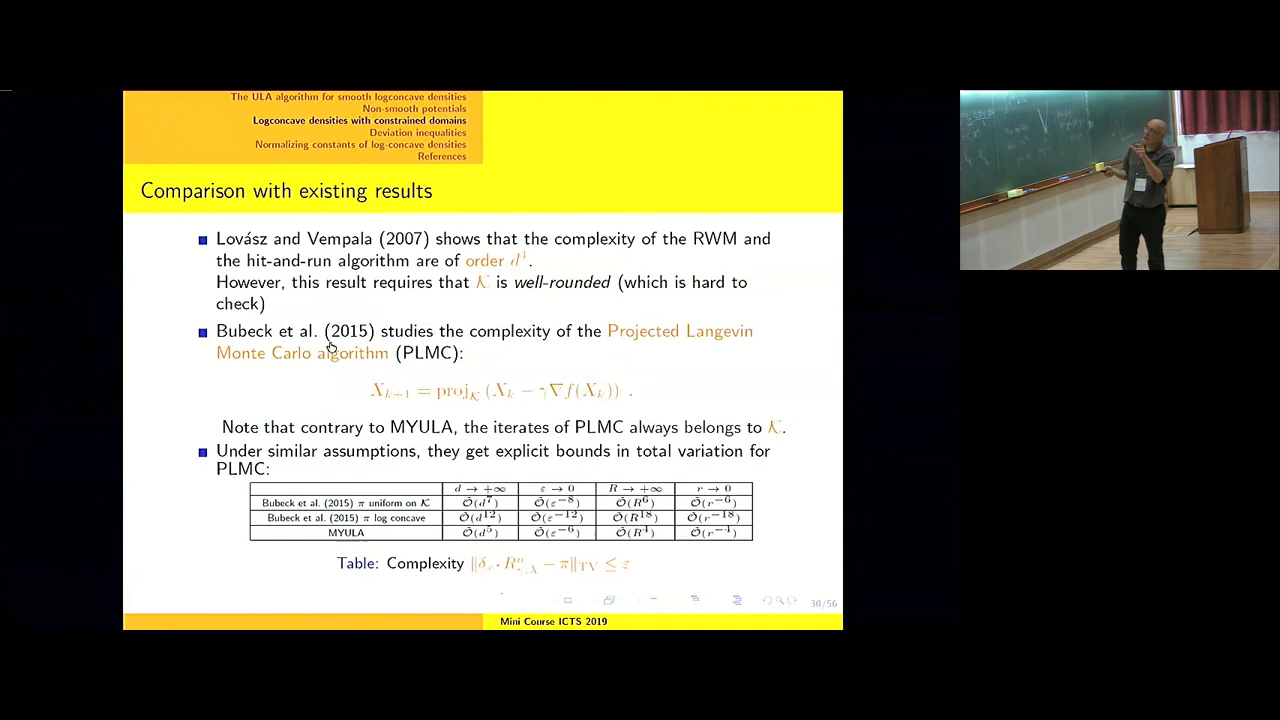 The ULA algorithm for smooth logconcave densities
Non-smooth potentials
Logconcave densities with constrained domains
Deviation inequalities
Normalizing constants of log-concave densities
References
Comparison with existing results
Lovász and Vempala (2007) shows that the complexity of the RWM and
the hit-and-run algorithm are of order d⁴.
However, this result requires that 𝒦 is well-rounded (which is hard to
check)
Bubeck et al. (2015) studies the complexity of the Projected Langevin
Monte Carlo algorithm (PLMC):
X_{k+1} = proj_𝒦 (X_k − γ∇f(X_k)) .
Note that contrary to MYULA, the iterates of PLMC always belongs to 𝒦.
Under similar assumptions, they get explicit bounds in total variation for
PLMC:
d → +∞ ε → 0 R → +∞ r → 0
Bubeck et al. (2015) π uniform on 𝒦 Õ(d⁷) Õ(ε⁻⁸) Õ(R⁶) Õ(r⁻⁶)
Bubeck et al. (2015) π log concave Õ(d¹²) Õ(ε⁻¹²) Õ(R¹⁸) Õ(r⁻¹⁸)
MYULA Õ(d⁵) Õ(ε⁻⁶) Õ(R⁴) Õ(r⁻⁴)
Table: Complexity ‖δ_{x*} R^n_{γ,λ} − π‖_TV ≤ ε
30/56
Mini Course ICTS 2019